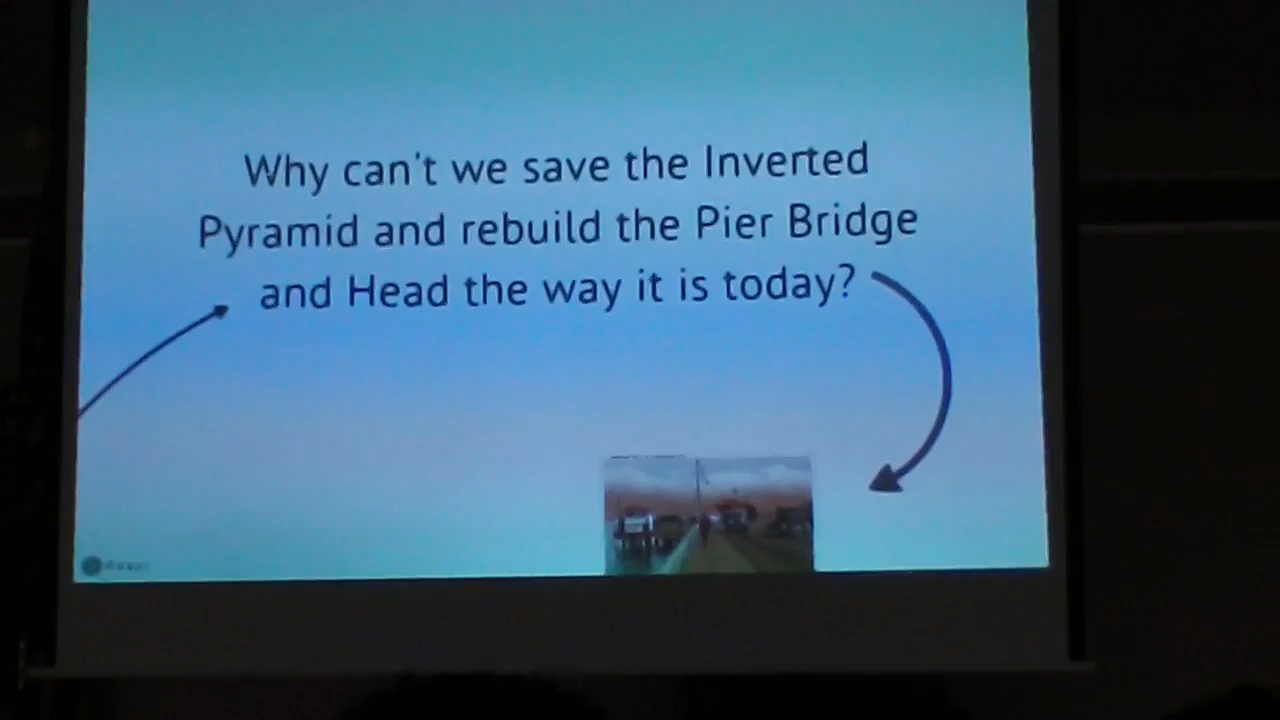 Why can't we save the Inverted
Pyramid and rebuild the Pier Bridge
and Head the way it is today?